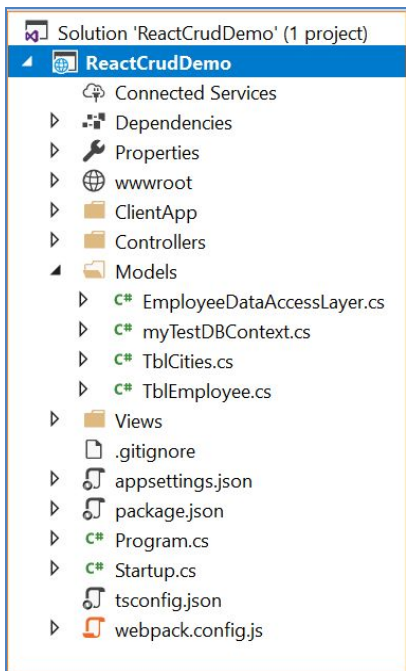 Solution 'ReactCrudDemo' (1 project)
ReactCrudDemo
Connected Services
Dependencies
Properties
wwwroot
ClientApp
Controllers
Models
C# EmployeeDataAccessLayer.cs
C# myTestDBContext.cs
C# TblCities.cs
C# TblEmployee.cs
Views
.gitignore
appsettings.json
package.json
C# Program.cs
C# Startup.cs
tsconfig.json
webpack.config.js